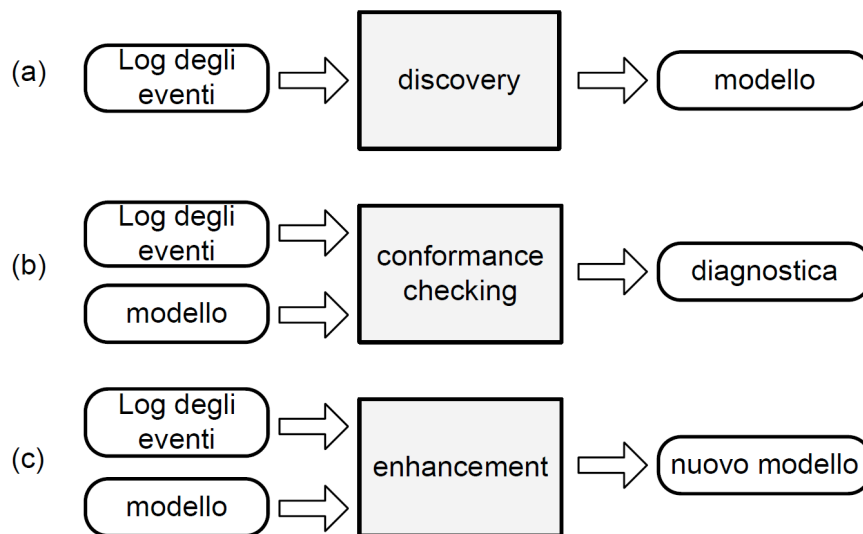 (a)
Log degli
eventi
discovery
modello
(b)
Log degli
eventi
modello
conformance
checking
diagnostica
(c)
Log degli
eventi
modello
enhancement
nuovo modello